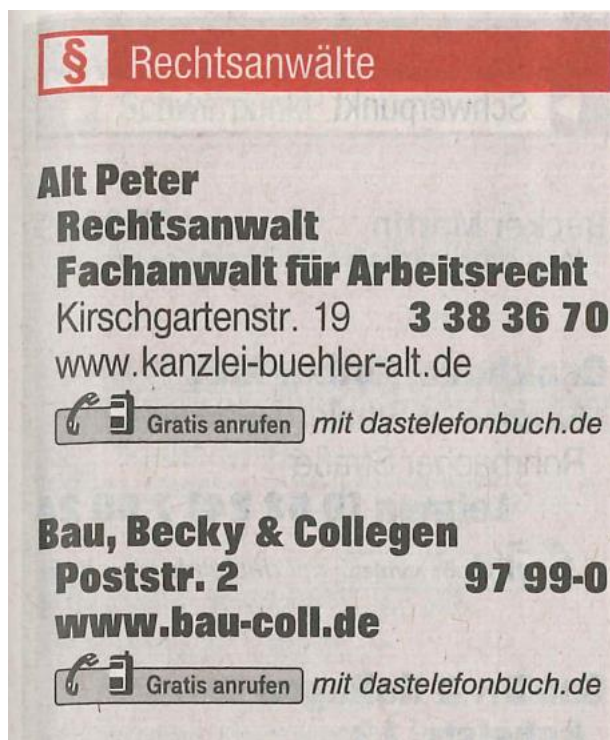 § Rechtsanwälte
Alt Peter
Rechtsanwalt
Fachanwalt für Arbeitsrecht
Kirschgartenstr. 19 3 38 36 70
www.kanzlei-buehler-alt.de
Gratis anrufen mit dastelefonbuch.de
Bau, Becky & Collegen
Poststr. 2 97 99-0
www.bau-coll.de
Gratis anrufen mit dastelefonbuch.de